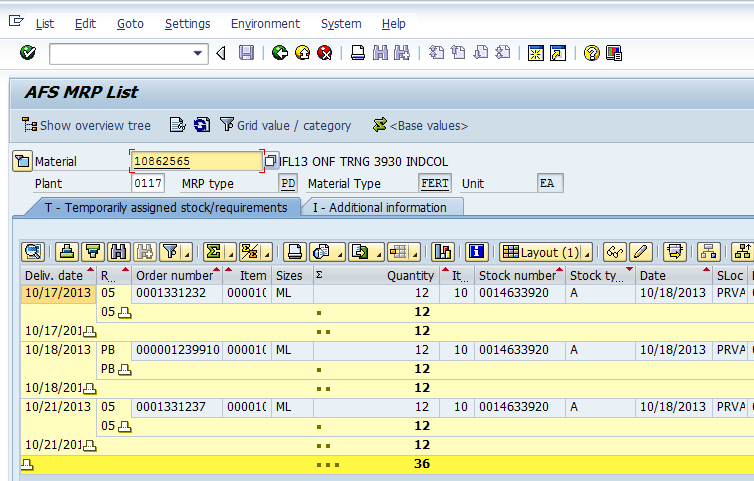 List Edit Goto Settings Environment System Help
AFS MRP List
Show overview tree Grid value / category <Base values>
Material 10862565 IFL13 ONF TRNG 3930 INDCOL
Plant 0117 MRP type PD Material Type FERT Unit EA
T - Temporarily assigned stock/requirements I - Additional information
Layout (1)
Deliv. date R... Order number Item Sizes Σ Quantity It... Stock number Stock ty... Date SLoc
10/17/2013 05 0001331232 000010 ML 12 10 0014633920 A 10/18/2013 PRVA
05 12
10/17/201 12
10/18/2013 PB 000001239910 000010 ML 12 10 0014633920 A 10/18/2013 PRVA
PB 12
10/18/201 12
10/21/2013 05 0001331237 000010 ML 12 10 0014633920 A 10/18/2013 PRVA
05 12
10/21/201 12
36